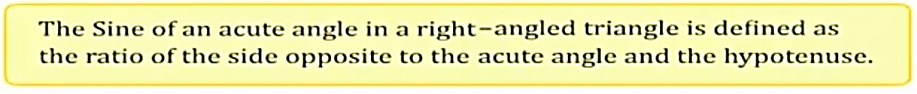 The Sine of an acute angle in a right-angled triangle is defined as
the ratio of the side opposite to the acute angle and the hypotenuse.